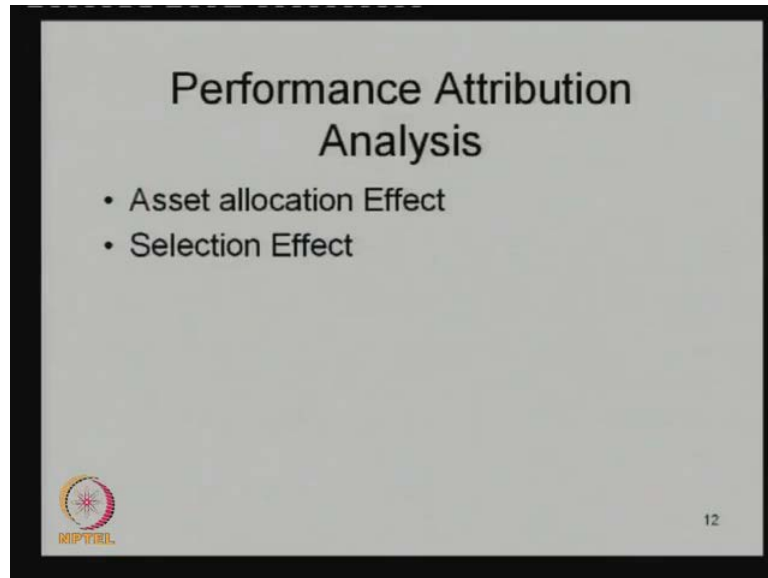 Performance Attribution
Analysis
• Asset allocation Effect
• Selection Effect
NPTEL
12